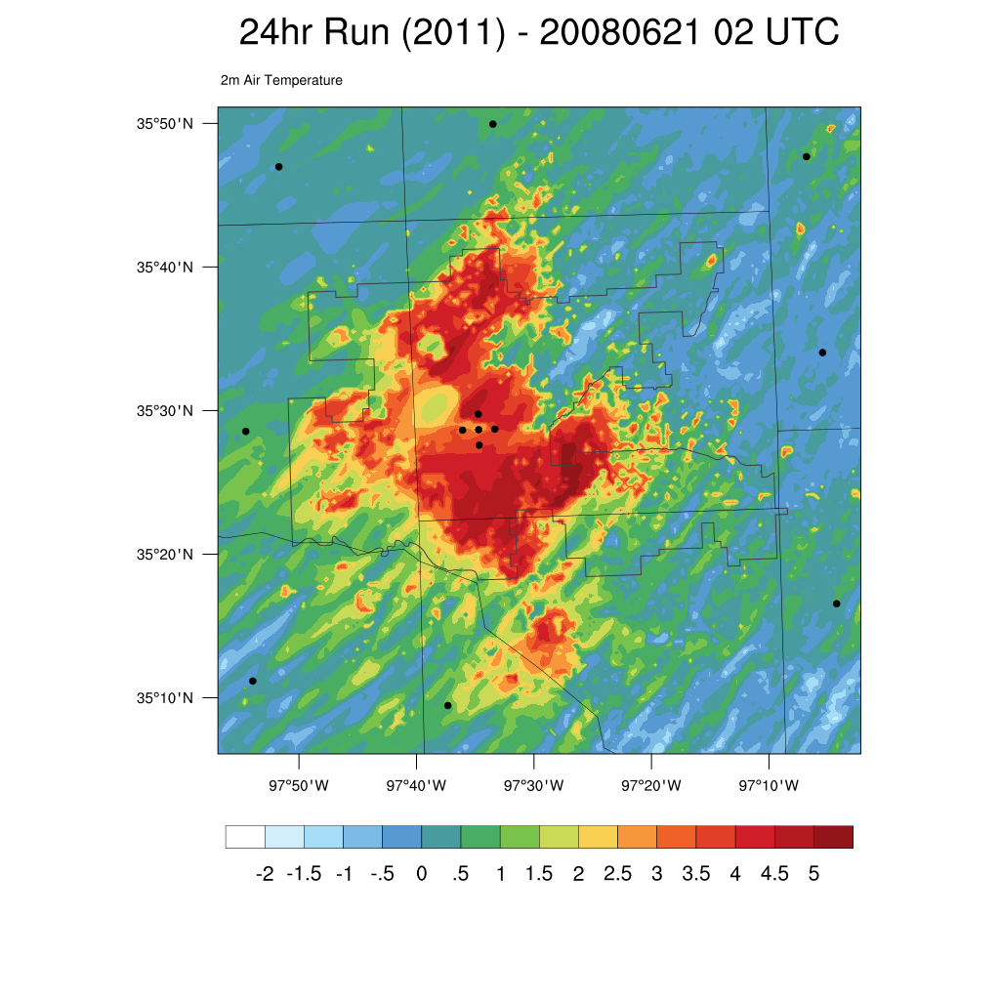 24hr Run (2011) - 20080621 02 UTC
2m Air Temperature
35°50'N
35°40'N
35°30'N
35°20'N
35°10'N
97°50'W 97°40'W 97°30'W 97°20'W 97°10'W
-2 -1.5 -1 -.5 0 .5 1 1.5 2 2.5 3 3.5 4 4.5 5